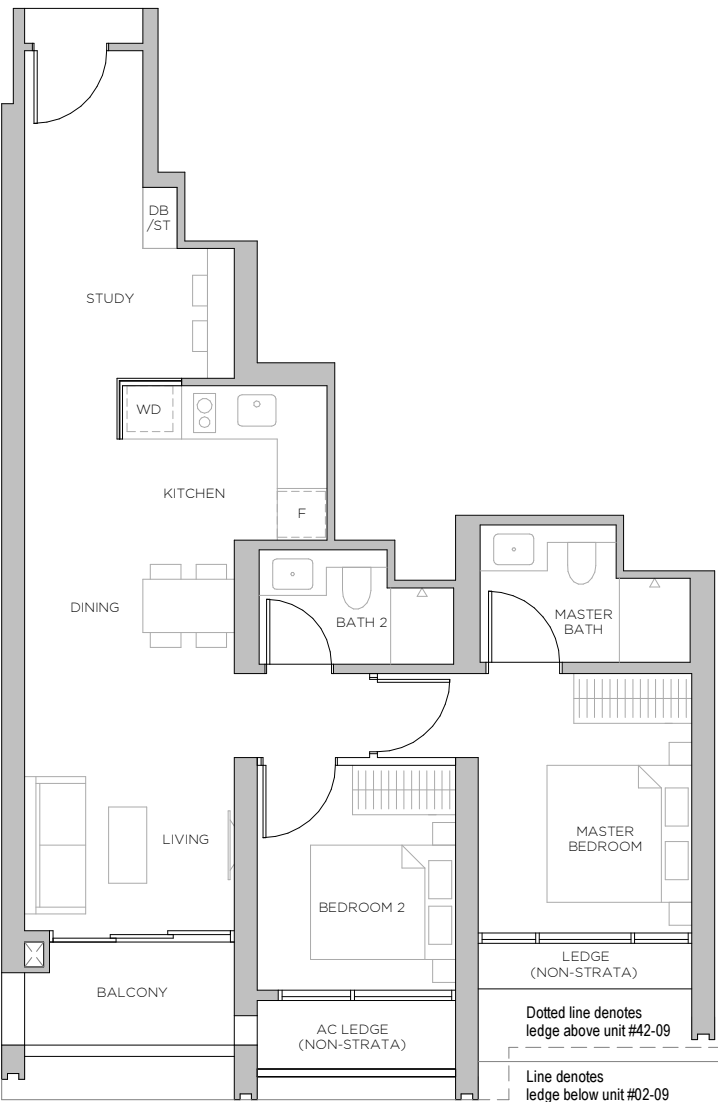 DB
/ST
STUDY
WD
KITCHEN
F
DINING
BATH 2
MASTER
BATH
LIVING
MASTER
BEDROOM
BEDROOM 2
LEDGE
(NON-STRATA)
BALCONY
AC LEDGE
(NON-STRATA)
Dotted line denotes
ledge above unit #42-09
Line denotes
ledge below unit #02-09